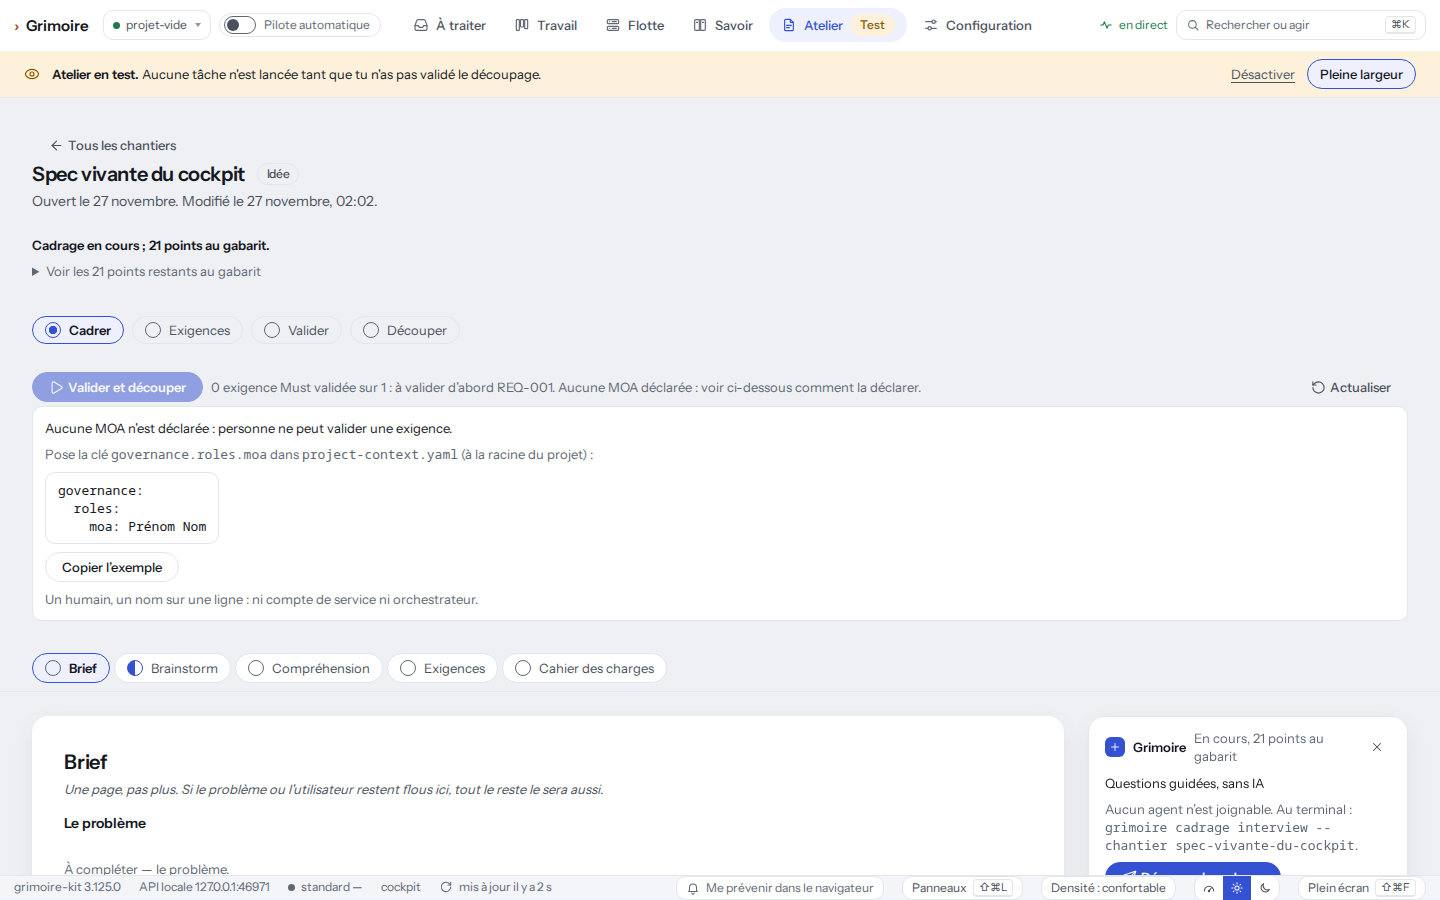 › Grimoire projet-vide Pilote automatique À traiter Travail Flotte Savoir Atelier Test Configuration en direct Rechercher ou agir ⌘K
Atelier en test. Aucune tâche n'est lancée tant que tu n'as pas validé le découpage. Désactiver Pleine largeur
← Tous les chantiers
Spec vivante du cockpit Idée
Ouvert le 27 novembre. Modifié le 27 novembre, 02:02.
Cadrage en cours ; 21 points au gabarit.
▶ Voir les 21 points restants au gabarit
Cadrer Exigences Valider Découper
Valider et découper 0 exigence Must validée sur 1 : à valider d'abord REQ-001. Aucune MOA déclarée : voir ci-dessous comment la déclarer. Actualiser
Aucune MOA n'est déclarée : personne ne peut valider une exigence.
Pose la clé governance.roles.moa dans project-context.yaml (à la racine du projet) :
governance:
roles:
moa: Prénom Nom
Copier l'exemple
Un humain, un nom sur une ligne : ni compte de service ni orchestrateur.
Brief Brainstorm Compréhension Exigences Cahier des charges
Brief
Une page, pas plus. Si le problème ou l'utilisateur restent flous ici, tout le reste le sera aussi.
Le problème
À compléter — le problème.
Grimoire En cours, 21 points au
gabarit
Questions guidées, sans IA
Aucun agent n'est joignable. Au terminal :
grimoire cadrage interview --
chantier spec-vivante-du-cockpit.
grimoire-kit 3.125.0 API locale 127.0.0.1:46971 standard — cockpit mis à jour il y a 2 s Me prévenir dans le navigateur Panneaux ⇧⌘L Densité : confortable Plein écran ⇧⌘F